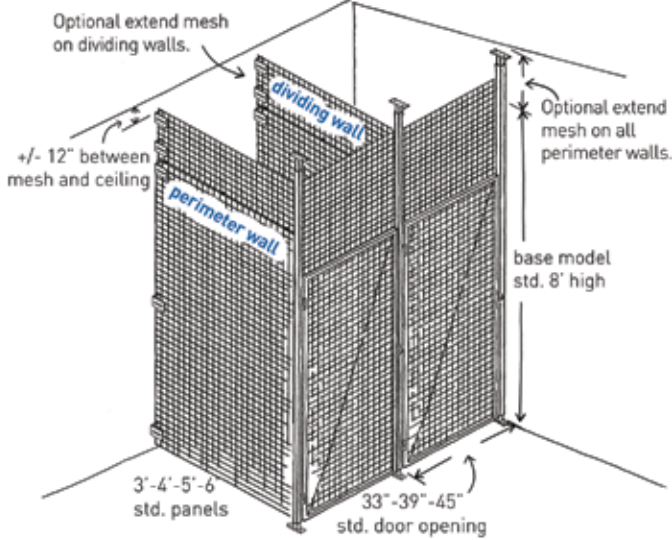 Optional extend mesh
on dividing walls.
dividing wall
Optional extend
mesh on all
perimeter walls.
+/- 12" between
mesh and ceiling
perimeter wall
base model
std. 8' high
3'-4'-5'-6'
std. panels
33"-39"-45"
std. door opening